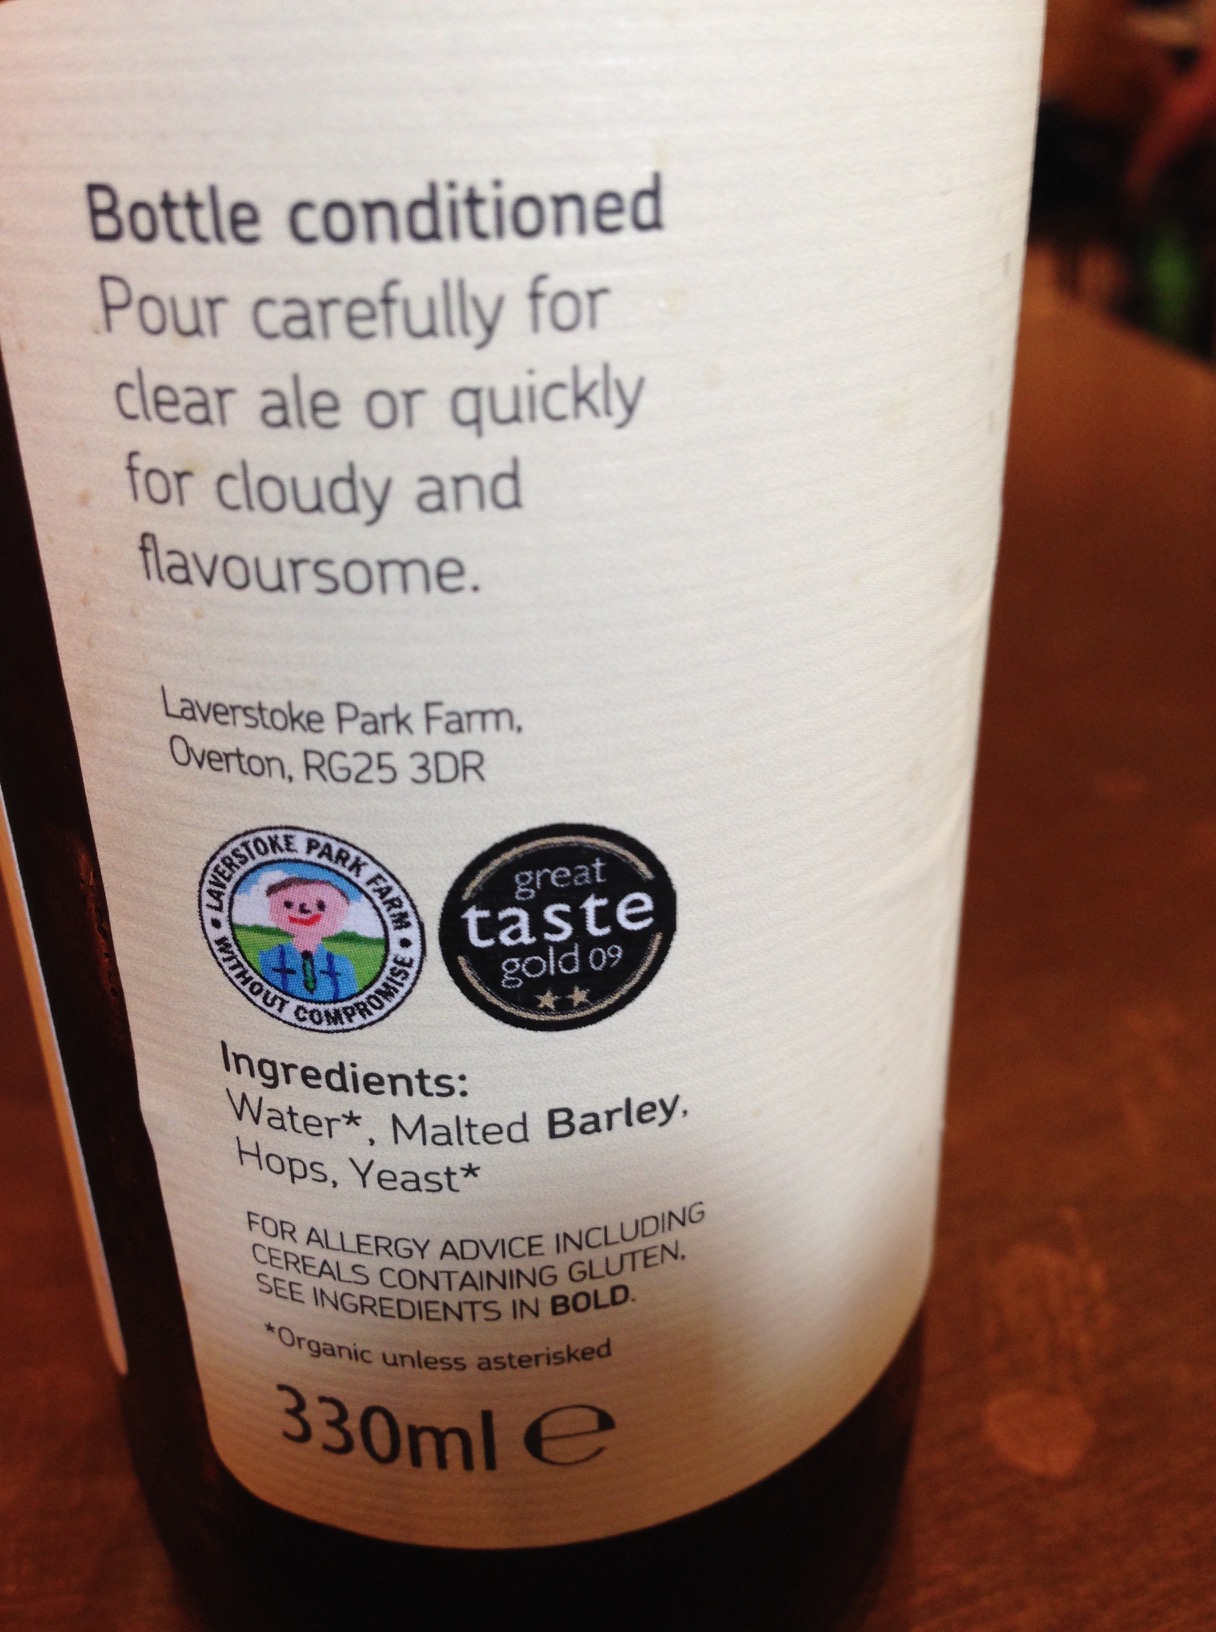 Bottle conditioned
Pour carefully for
clear ale or quickly
for cloudy and
flavoursome.
Laverstoke Park Farm,
Overton, RG25 3DR
• LAVERSTOKE PARK FARM •
WITHOUT COMPROMISE
great
taste
gold 09
Ingredients:
Water*, Malted Barley,
Hops, Yeast*
FOR ALLERGY ADVICE INCLUDING
CEREALS CONTAINING GLUTEN,
SEE INGREDIENTS IN BOLD.
*Organic unless asterisked
330ml ℮